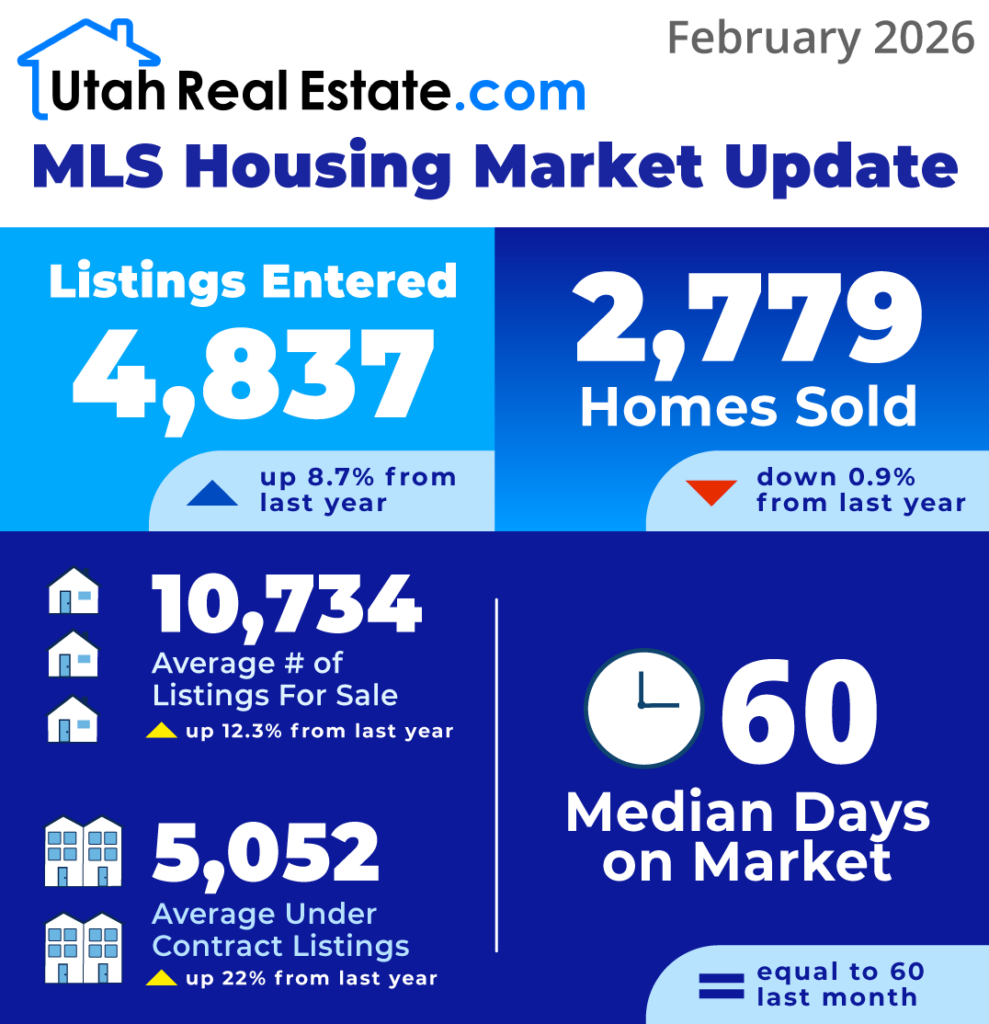 February 2026
Utah Real Estate.com
MLS Housing Market Update
Listings Entered
4,837
up 8.7% from
last year
2,779
Homes Sold
down 0.9%
from last year
10,734
Average # of
Listings For Sale
up 12.3% from last year
5,052
Average Under
Contract Listings
up 22% from last year
60
Median Days
on Market
equal to 60
last month